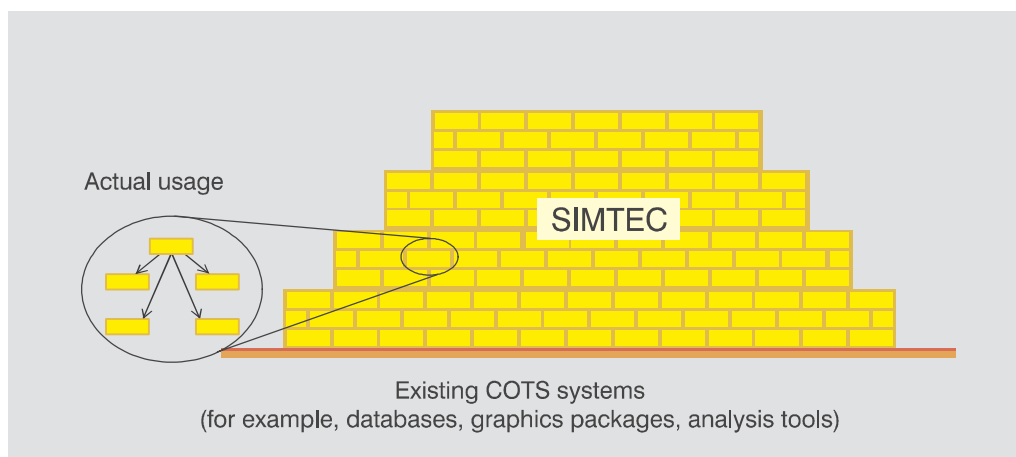 Actual usage
SIMTEC
Existing COTS systems
(for example, databases, graphics packages, analysis tools)